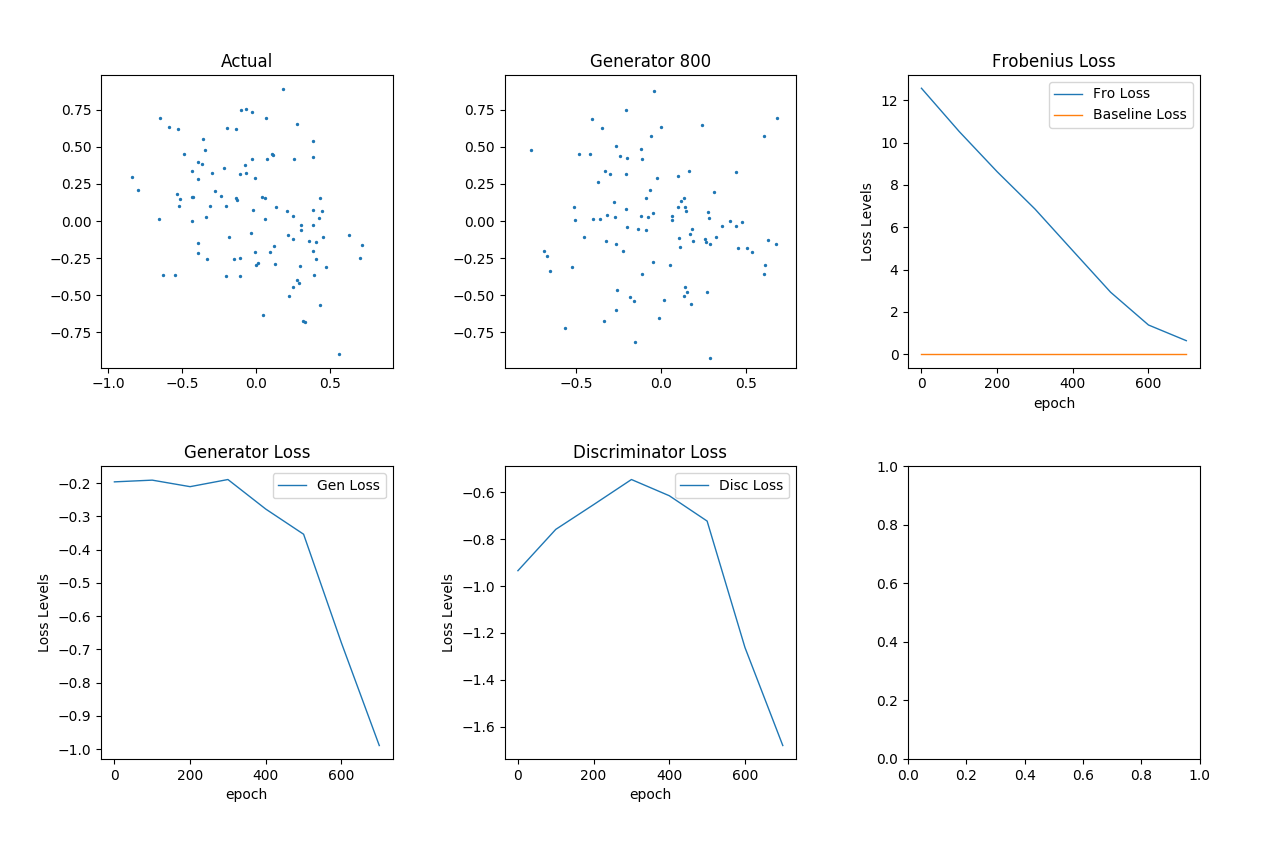 Actual
0.75
0.50
0.25
0.00
−0.25
−0.50
−0.75
−1.0 −0.5 0.0 0.5
Generator 800
0.75
0.50
0.25
0.00
−0.25
−0.50
−0.75
−0.5 0.0 0.5
Frobenius Loss
Fro Loss
Baseline Loss
Loss Levels
12
10
8
6
4
2
0
0 200 400 600
epoch
Generator Loss
Gen Loss
Loss Levels
−0.2
−0.3
−0.4
−0.5
−0.6
−0.7
−0.8
−0.9
−1.0
0 200 400 600
epoch
Discriminator Loss
Disc Loss
Loss Levels
−0.6
−0.8
−1.0
−1.2
−1.4
−1.6
0 200 400 600
epoch
1.0
0.8
0.6
0.4
0.2
0.0
0.0 0.2 0.4 0.6 0.8 1.0